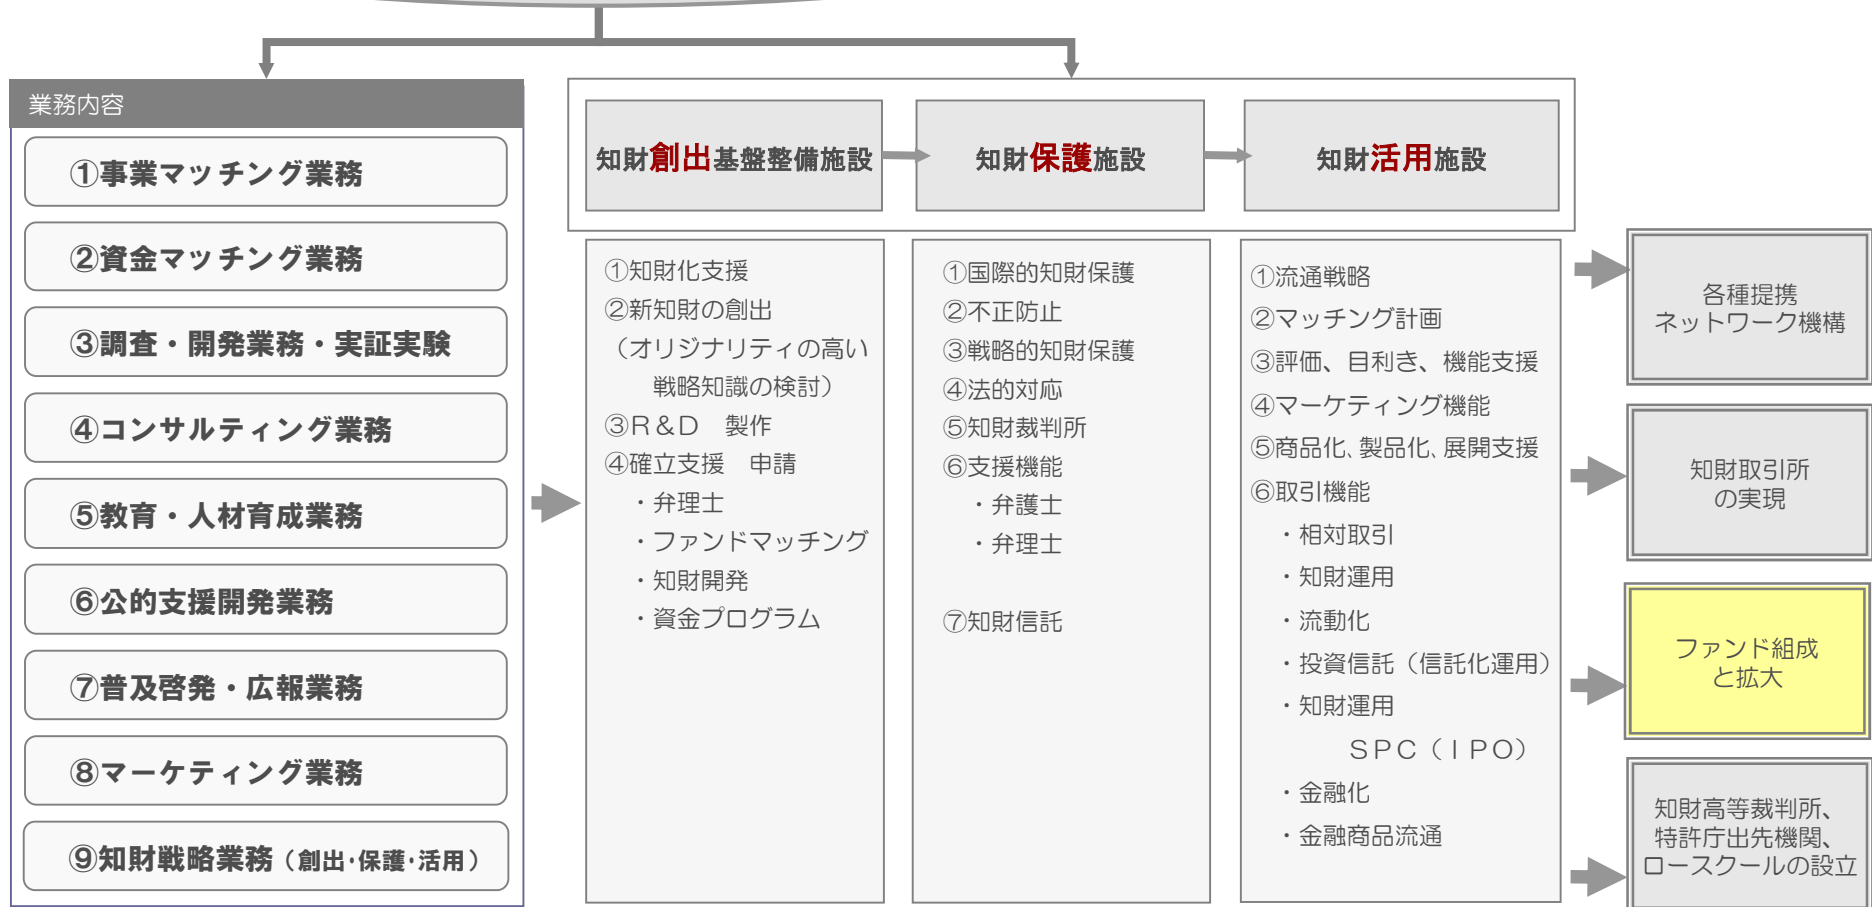 業務内容
①事業マッチング業務
②資金マッチング業務
③調査・開発業務・実証実験
④コンサルティング業務
⑤教育・人材育成業務
⑥公的支援開発業務
⑦普及啓発・広報業務
⑧マーケティング業務
⑨知財戦略業務（創出・保護・活用）
知財創出基盤整備施設
知財保護施設
知財活用施設
①知財化支援
②新知財の創出
（オリジナリティの高い
戦略知識の検討）
③Ｒ＆Ｄ　製作
④確立支援　申請
・弁理士
・ファンドマッチング
・知財開発
・資金プログラム
①国際的知財保護
②不正防止
③戦略的知財保護
④法的対応
⑤知財裁判所
⑥支援機能
・弁護士
・弁理士
⑦知財信託
①流通戦略
②マッチング計画
③評価、目利き、機能支援
④マーケティング機能
⑤商品化、製品化、展開支援
⑥取引機能
・相対取引
・知財運用
・流動化
・投資信託（信託化運用）
・知財運用
ＳＰＣ（ＩＰＯ）
・金融化
・金融商品流通
各種提携
ネットワーク機構
知財取引所
の実現
ファンド組成
と拡大
知財高等裁判所、
特許庁出先機関、
ロースクールの設立